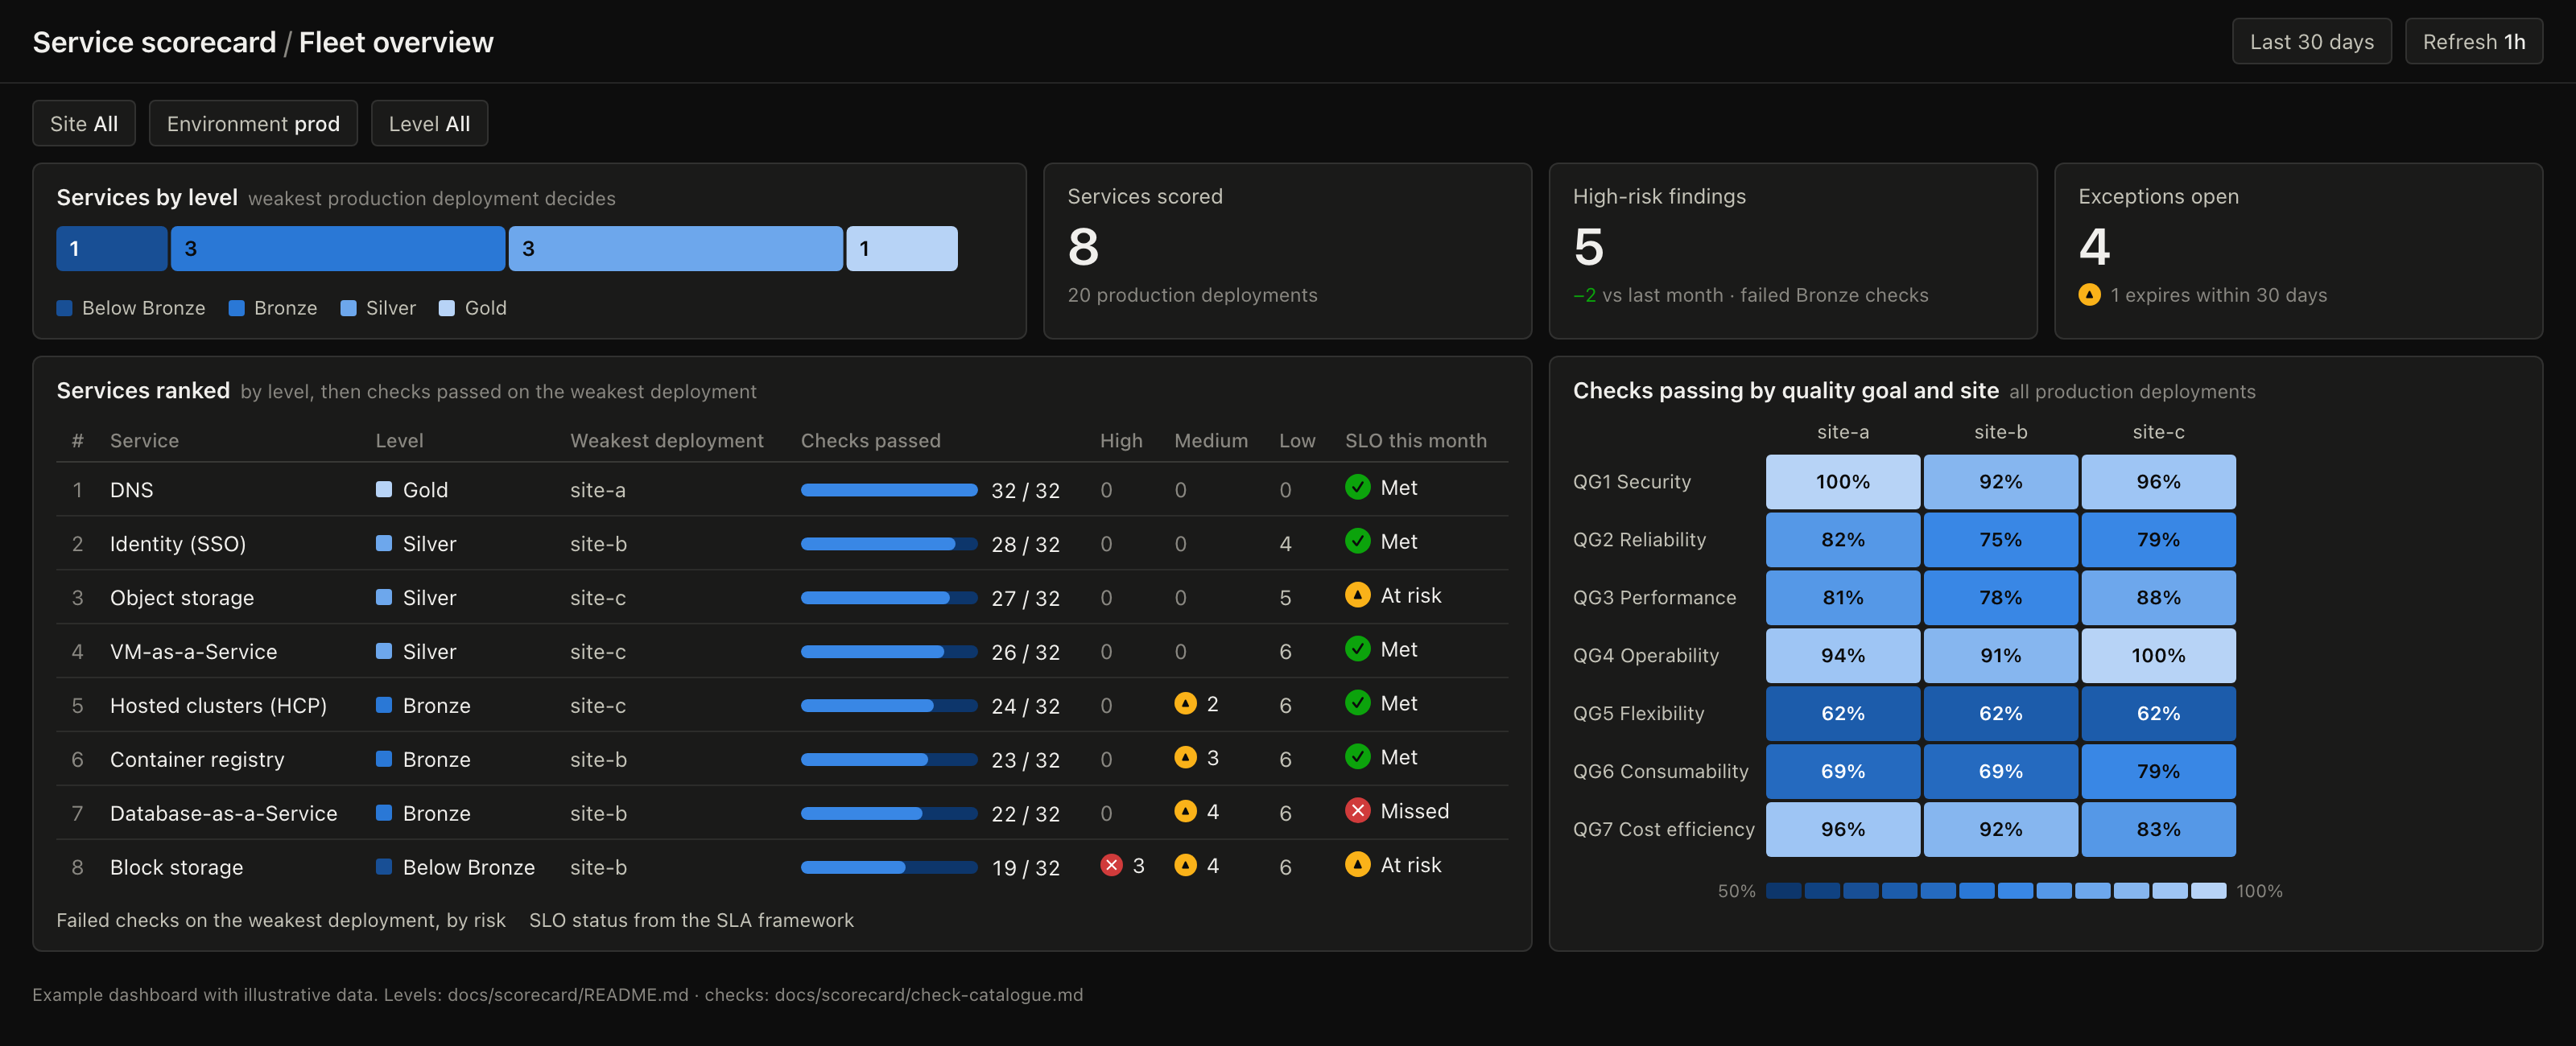 Service scorecard / Fleet overview
Last 30 days
Refresh 1h
Site All
Environment prod
Level All
Services by level weakest production deployment decides
1 3 3 1
Below Bronze Bronze Silver Gold
Services scored
8
20 production deployments
High-risk findings
5
−2 vs last month · failed Bronze checks
Exceptions open
4
1 expires within 30 days
Services ranked by level, then checks passed on the weakest deployment
# Service Level Weakest deployment Checks passed High Medium Low SLO this month
1 DNS Gold site-a 32 / 32 0 0 0 Met
2 Identity (SSO) Silver site-b 28 / 32 0 0 4 Met
3 Object storage Silver site-c 27 / 32 0 0 5 At risk
4 VM-as-a-Service Silver site-c 26 / 32 0 0 6 Met
5 Hosted clusters (HCP) Bronze site-c 24 / 32 0 2 6 Met
6 Container registry Bronze site-b 23 / 32 0 3 6 Met
7 Database-as-a-Service Bronze site-b 22 / 32 0 4 6 Missed
8 Block storage Below Bronze site-b 19 / 32 3 4 6 At risk
Failed checks on the weakest deployment, by risk SLO status from the SLA framework
Checks passing by quality goal and site all production deployments
site-a site-b site-c
QG1 Security 100% 92% 96%
QG2 Reliability 82% 75% 79%
QG3 Performance 81% 78% 88%
QG4 Operability 94% 91% 100%
QG5 Flexibility 62% 62% 62%
QG6 Consumability 69% 69% 79%
QG7 Cost efficiency 96% 92% 83%
50% 100%
Example dashboard with illustrative data. Levels: docs/scorecard/README.md · checks: docs/scorecard/check-catalogue.md